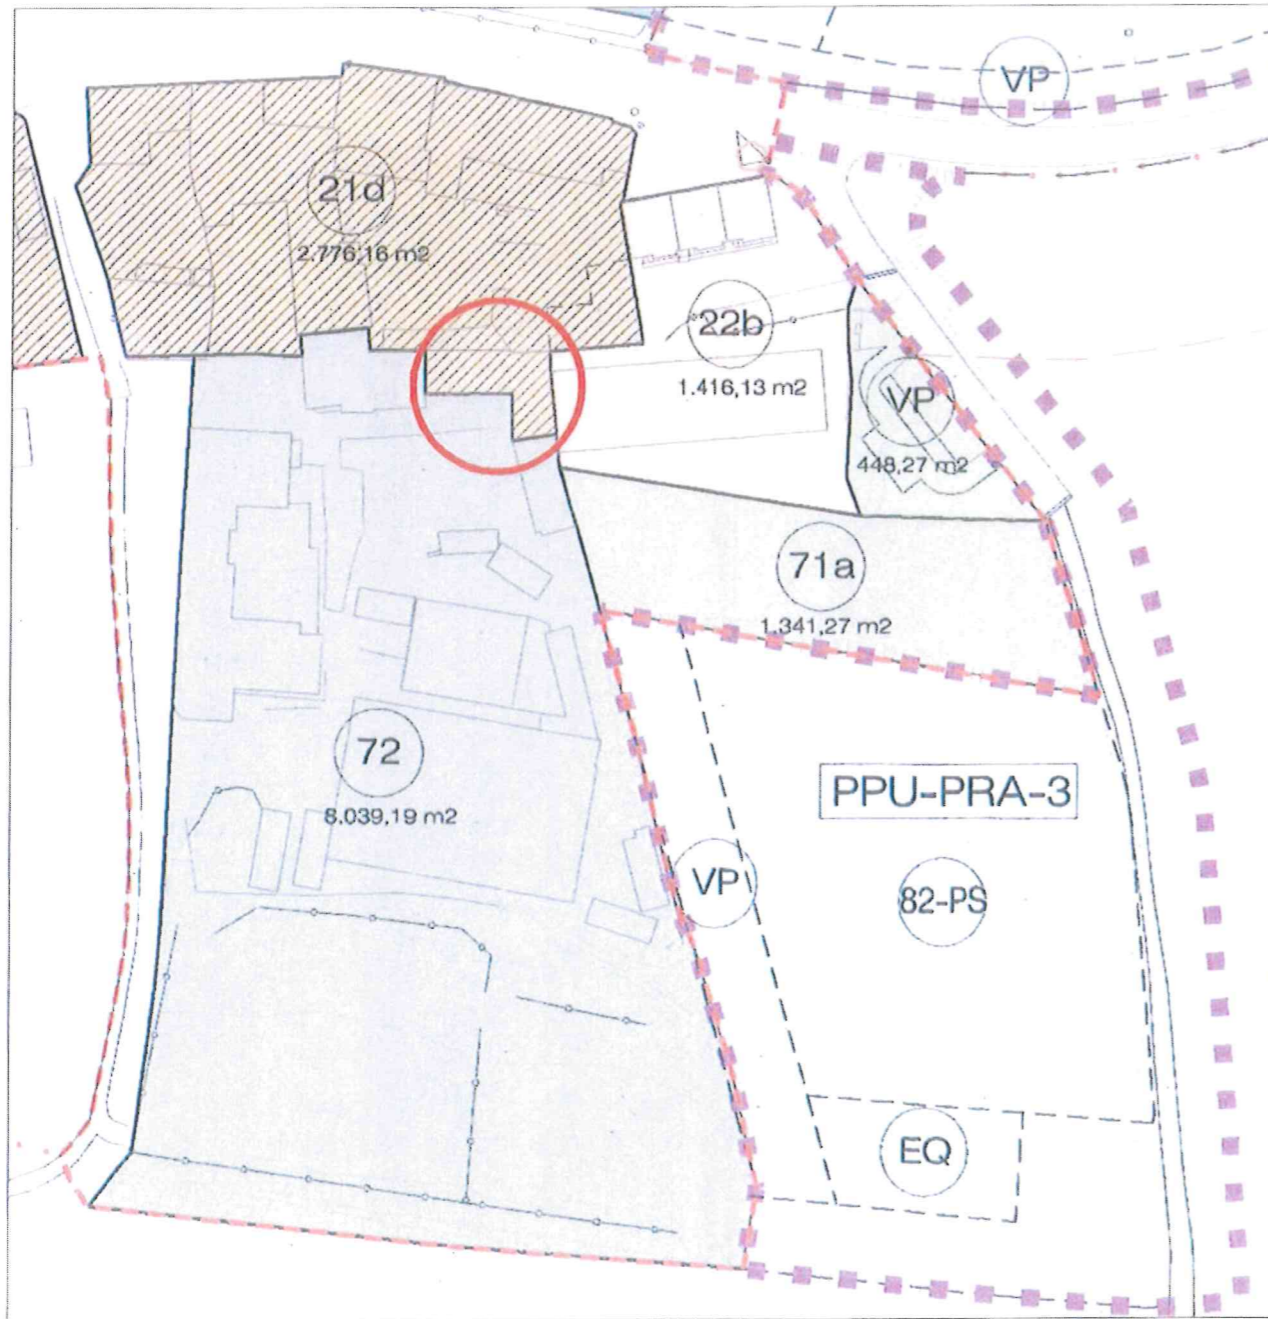 VP
21d
2.776,16 m2
22b
1.416,13 m2
VP
448,27 m2
71a
1.341,27 m2
72
8.039,19 m2
PPU-PRA-3
VP
82-PS
EQ